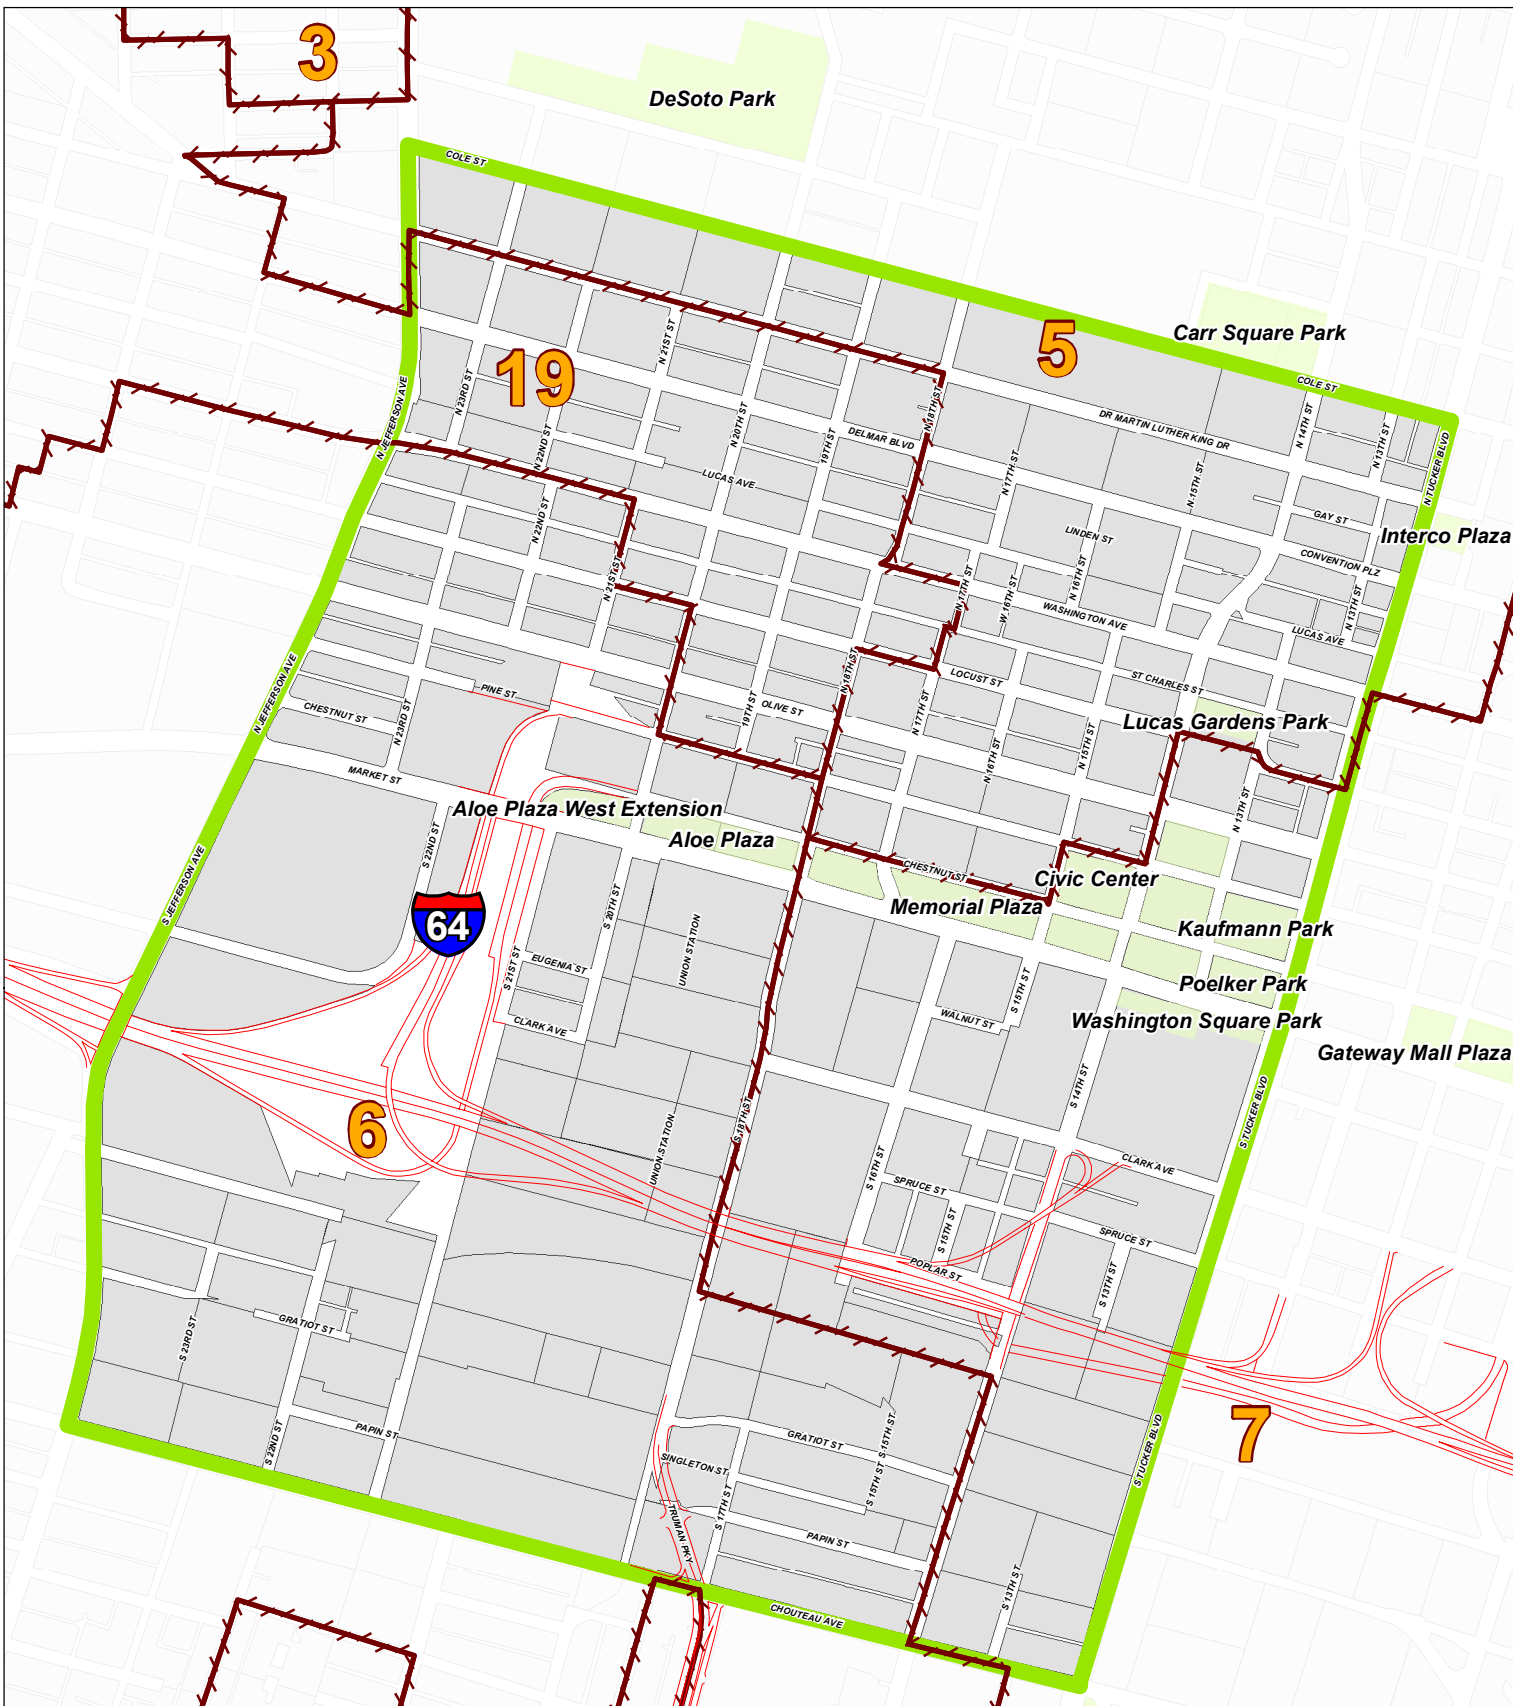 3
DeSoto Park
COLE ST
Carr Square Park
5
19
COLE ST
N 21ST ST
N 23RD ST
N JEFFERSON AVE
N 20TH ST
N 18TH ST
DR MARTIN LUTHER KING DR
N 14TH ST
N 13TH ST
N TUCKER BLVD
N 22ND ST
19TH ST
DELMAR BLVD
LUCAS AVE
N 17TH ST
N 15TH ST
GAY ST
Interco Plaza
N 22ND ST
LINDEN ST
CONVENTION PLZ
N 21ST ST
N 17TH ST
N 16TH ST
N 16TH ST
N 13TH ST
WASHINGTON AVE
LUCAS AVE
N JEFFERSON AVE
N 18TH ST
LOCUST ST
ST CHARLES ST
PINE ST
CHESTNUT ST
N 23RD ST
19TH ST
OLIVE ST
N 17TH ST
Lucas Gardens Park
N 16TH ST
N 15TH ST
MARKET ST
Aloe Plaza West Extension
N 13TH ST
S 22ND ST
Aloe Plaza
CHESTNUT ST
Civic Center
S JEFFERSON AVE
S 20TH ST
Memorial Plaza
64
UNION STATION
Kaufmann Park
S 21ST ST
EUGENIA ST
S 15TH ST
Poelker Park
CLARK AVE
WALNUT ST
Washington Square Park
Gateway Mall Plaza
S 14TH ST
6
S 18TH ST
UNION STATION
S TUCKER BLVD
S 16TH ST
CLARK AVE
SPRUCE ST
S 15TH ST
SPRUCE ST
POPLAR ST
S 13TH ST
GRATIOT ST
S 23RD ST
7
S 22ND ST
PAPIN ST
GRATIOT ST
S 15TH ST
S TUCKER BLVD
SINGLETON ST
S 15TH ST
S 17TH ST
TRUMAN PKY
PAPIN ST
S 13TH ST
CHOUTEAU AVE